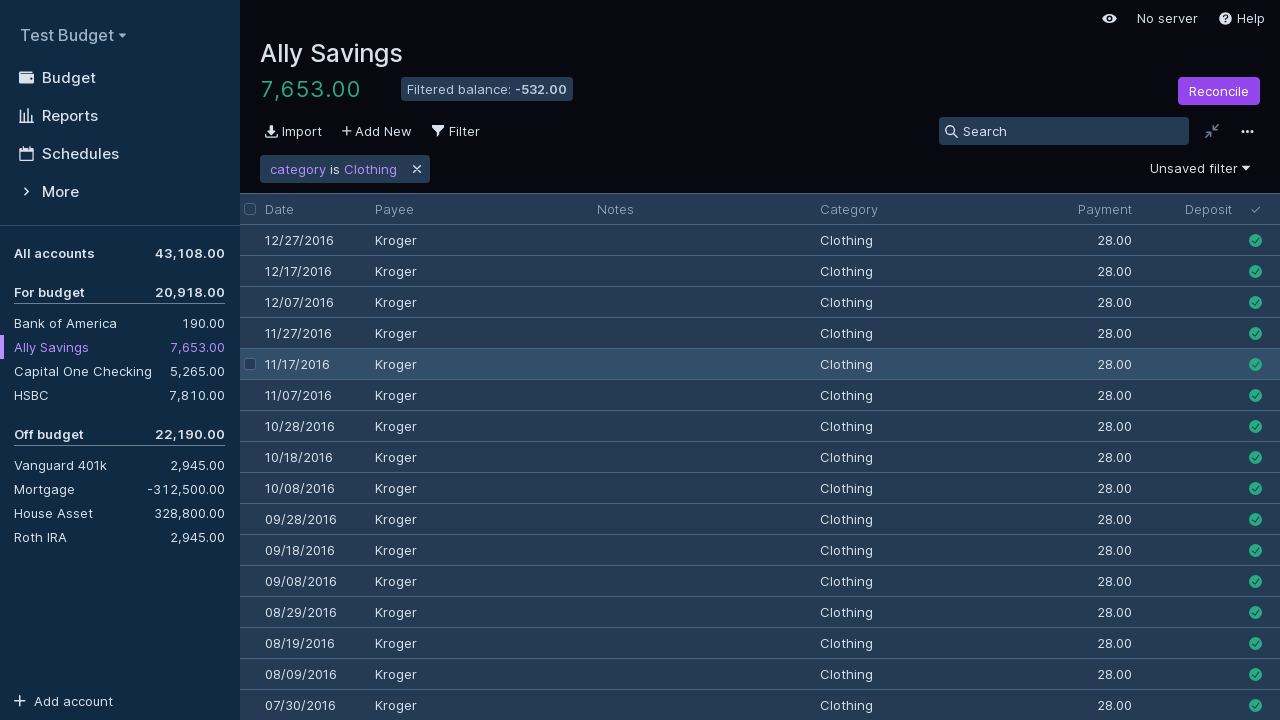 Test Budget
Budget
Reports
Schedules
More
All accounts 43,108.00
For budget 20,918.00
Bank of America 190.00
Ally Savings 7,653.00
Capital One Checking 5,265.00
HSBC 7,810.00
Off budget 22,190.00
Vanguard 401k 2,945.00
Mortgage -312,500.00
House Asset 328,800.00
Roth IRA 2,945.00
Add account
No server Help
Ally Savings
7,653.00 Filtered balance: -532.00 Reconcile
Import Add New Filter Search
category is Clothing Unsaved filter
Date Payee Notes Category Payment Deposit
12/27/2016 Kroger Clothing 28.00
12/17/2016 Kroger Clothing 28.00
12/07/2016 Kroger Clothing 28.00
11/27/2016 Kroger Clothing 28.00
11/17/2016 Kroger Clothing 28.00
11/07/2016 Kroger Clothing 28.00
10/28/2016 Kroger Clothing 28.00
10/18/2016 Kroger Clothing 28.00
10/08/2016 Kroger Clothing 28.00
09/28/2016 Kroger Clothing 28.00
09/18/2016 Kroger Clothing 28.00
09/08/2016 Kroger Clothing 28.00
08/29/2016 Kroger Clothing 28.00
08/19/2016 Kroger Clothing 28.00
08/09/2016 Kroger Clothing 28.00
07/30/2016 Kroger Clothing 28.00